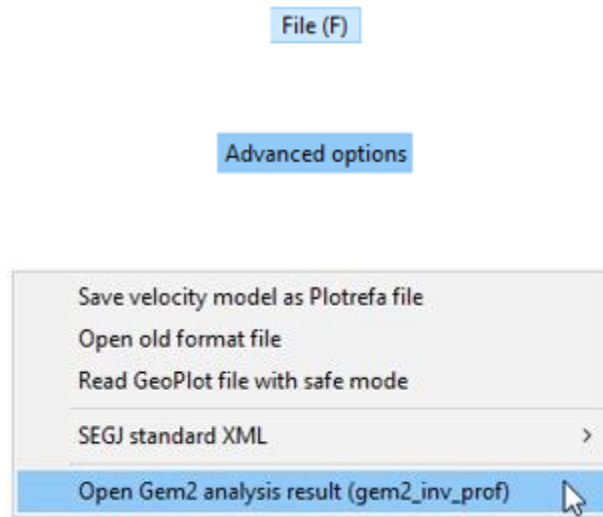 File (F)
Advanced options
Save velocity model as Plotrefa file
Open old format file
Read GeoPlot file with safe mode
SEGJ standard XML
Open Gem2 analysis result (gem2_inv_prof)